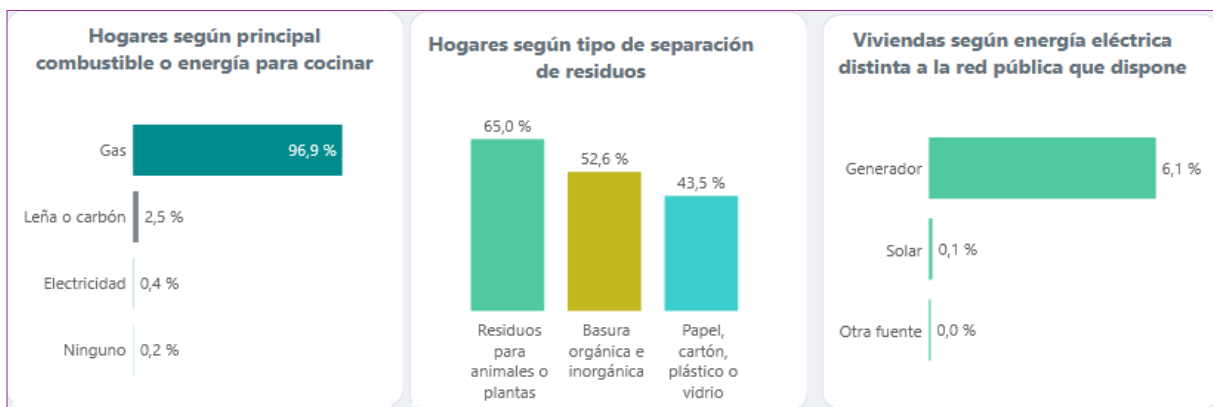 Hogares según principal
combustible o energía para cocinar
Gas
96,9 %
Leña o carbón
2,5 %
Electricidad
0,4 %
Ninguno
0,2 %
Hogares según tipo de separación
de residuos
65,0 %
52,6 %
43,5 %
Residuos
para
animales o
plantas
Basura
orgánica e
inorgánica
Papel,
cartón,
plástico o
vidrio
Viviendas según energía eléctrica
distinta a la red pública que dispone
Generador
6,1 %
Solar
0,1 %
Otra fuente
0,0 %